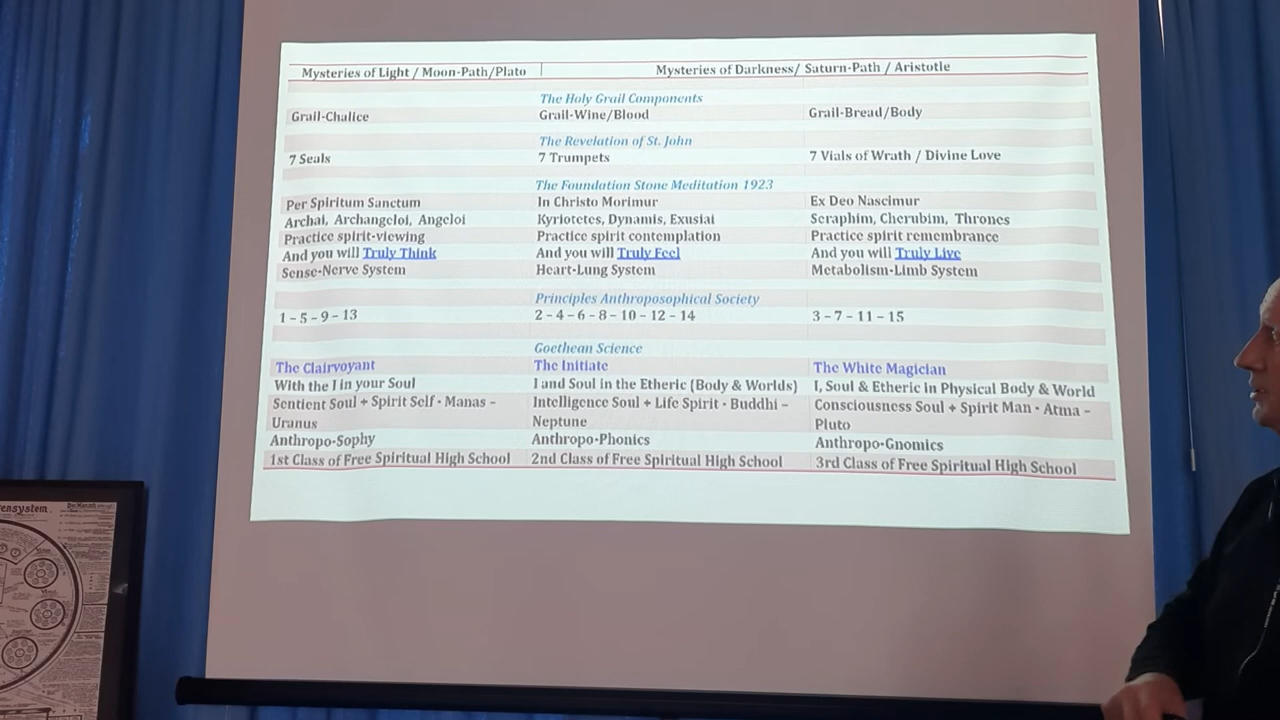 Mysteries of Light / Moon-Path/Plato Mysteries of Darkness/ Saturn-Path / Aristotle
The Holy Grail Components
Grail-Chalice Grail-Wine/Blood Grail-Bread/Body
The Revelation of St. John
7 Seals 7 Trumpets 7 Vials of Wrath / Divine Love
The Foundation Stone Meditation 1923
Per Spiritum Sanctum In Christo Morimur Ex Deo Nascimur
Archai, Archangeloi, Angeloi Kyriotetes, Dynamis, Exusiai Seraphim, Cherubim, Thrones
Practice spirit-viewing Practice spirit contemplation Practice spirit remembrance
And you will Truly Think And you will Truly Feel And you will Truly Live
Sense-Nerve System Heart-Lung System Metabolism-Limb System
Principles Anthroposophical Society
1 – 5 – 9 – 13 2 – 4 – 6 – 8 – 10 – 12 – 14 3 – 7 – 11 – 15
Goethean Science
The Clairvoyant The Initiate The White Magician
With the I in your Soul I and Soul in the Etheric (Body & Worlds) I, Soul & Etheric in Physical Body & World
Sentient Soul + Spirit Self - Manas – Intelligence Soul + Life Spirit - Buddhi – Consciousness Soul + Spirit Man - Atma –
Uranus Neptune Pluto
Anthropo-Sophy Anthropo-Phonics Anthropo-Gnomics
1st Class of Free Spiritual High School 2nd Class of Free Spiritual High School 3rd Class of Free Spiritual High School